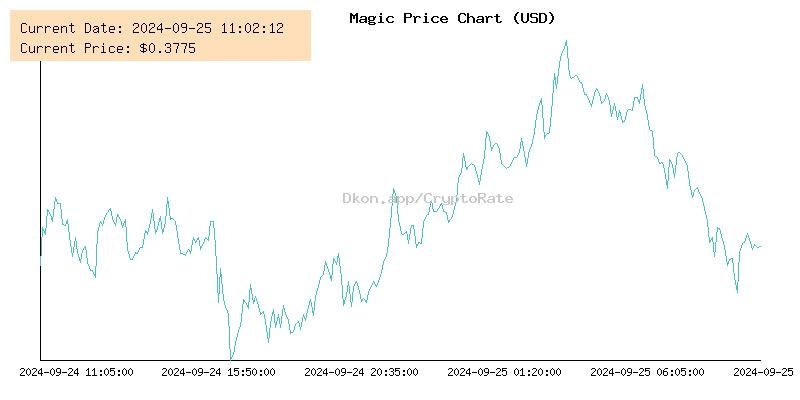 Magic Price Chart (USD)
Current Date: 2024-09-25 11:02:12
Current Price: $0.3775
Dkon.app/CryptoRate
2024-09-24 11:05:00
2024-09-24 15:50:00
2024-09-24 20:35:00
2024-09-25 01:20:00
2024-09-25 06:05:00
2024-09-25